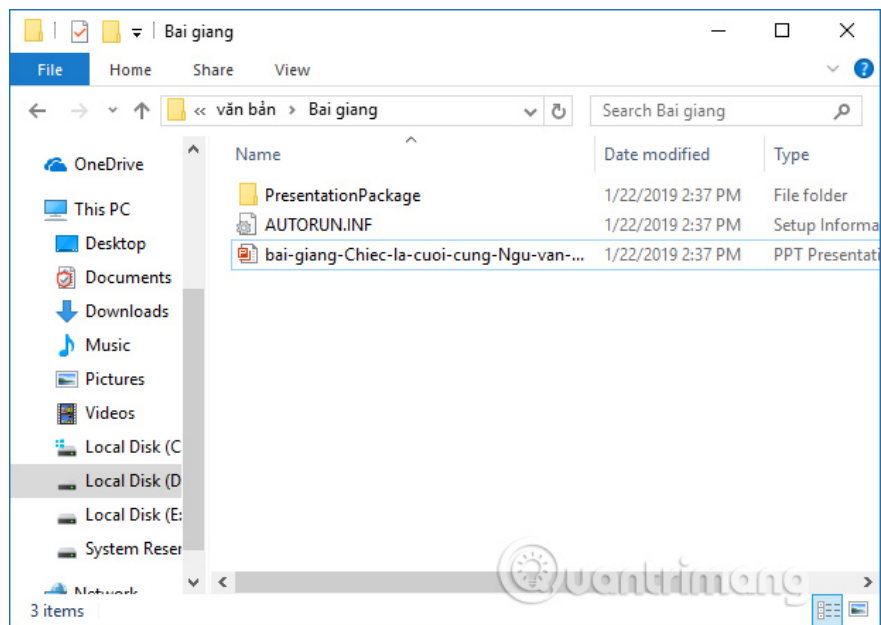 Bai giang
File Home Share View
« văn bản > Bai giang
Search Bai giang
OneDrive
This PC
Desktop
Documents
Downloads
Music
Pictures
Videos
Local Disk (C
Local Disk (D
Local Disk (E:
System Reser
Network
Name Date modified Type
PresentationPackage 1/22/2019 2:37 PM File folder
AUTORUN.INF 1/22/2019 2:37 PM Setup Informa
bai-giang-Chiec-la-cuoi-cung-Ngu-van-... 1/22/2019 2:37 PM PPT Presentati
Quantrimang
3 items